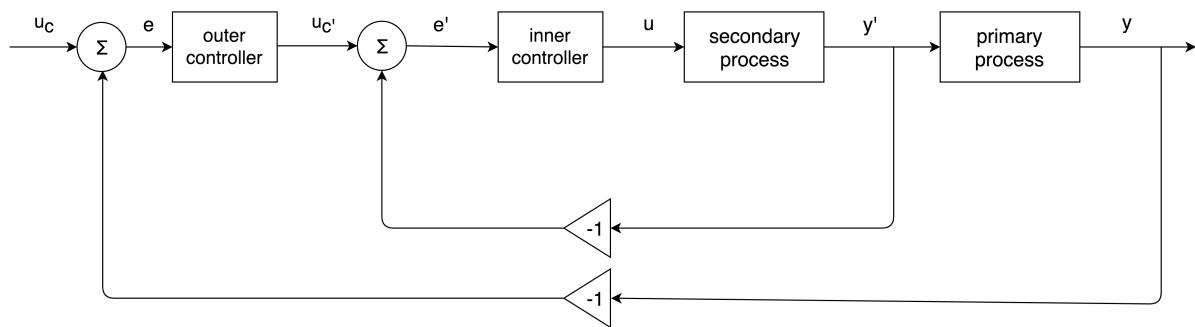 u_C
Σ
e
outer
controller
u_C'
Σ
e'
inner
controller
u
secondary
process
y'
primary
process
y
-1
-1